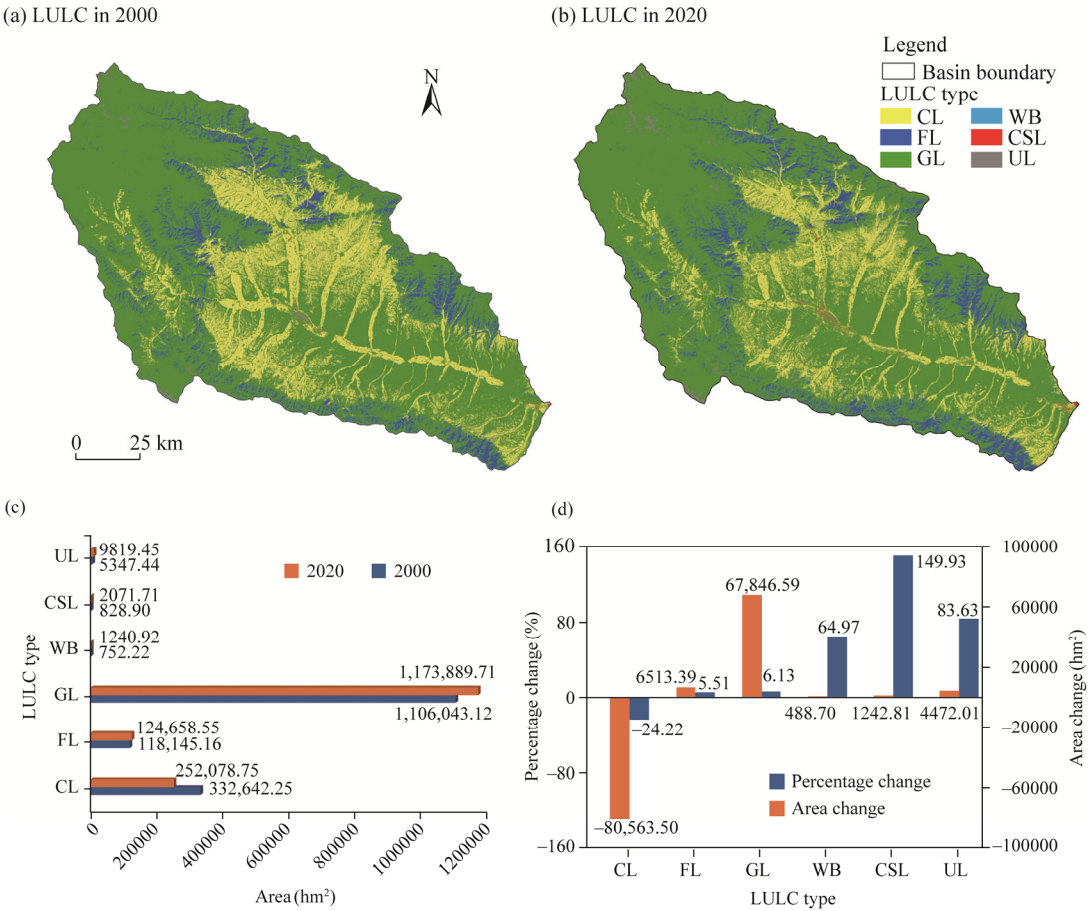 (a) LULC in 2000
(b) LULC in 2020
N
Legend
Basin boundary
LULC type
CL WB
FL CSL
GL UL
0 25 km
(c)
UL 9819.45
5347.44
2020 2000
CSL 2071.71
828.90
WB 1240.92
752.22
GL 1,173,889.71
1,106,043.12
FL 124,658.55
118,145.16
CL 252,078.75
332,642.25
LULC type
0 200000 400000 600000 800000 1000000 1200000
Area (hm²)
(d)
160 100000
80 60000
0 20000
−80 −20000
−160 −60000
−100000
Percentage change (%)
Area change (hm²)
67,846.59
149.93
64.97 83.63
6513.39 5.51 6.13
488.70 1242.81 4472.01
−24.22
−80,563.50
Percentage change
Area change
CL FL GL WB CSL UL
LULC type